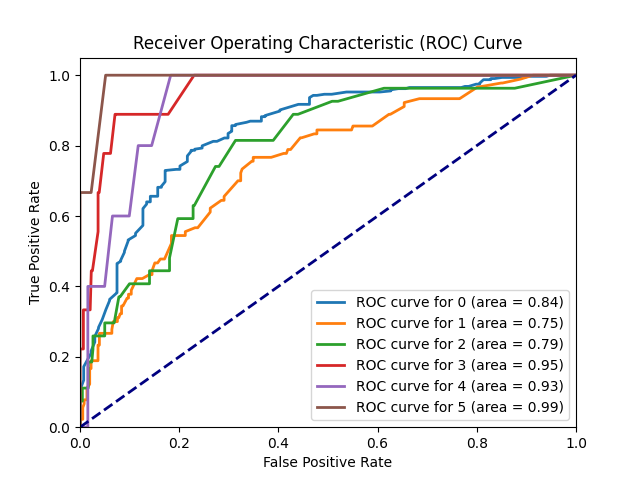 Receiver Operating Characteristic (ROC) Curve
True Positive Rate
1.0
0.8
0.6
0.4
0.2
0.0
ROC curve for 0 (area = 0.84)
ROC curve for 1 (area = 0.75)
ROC curve for 2 (area = 0.79)
ROC curve for 3 (area = 0.95)
ROC curve for 4 (area = 0.93)
ROC curve for 5 (area = 0.99)
0.0 0.2 0.4 0.6 0.8 1.0
False Positive Rate